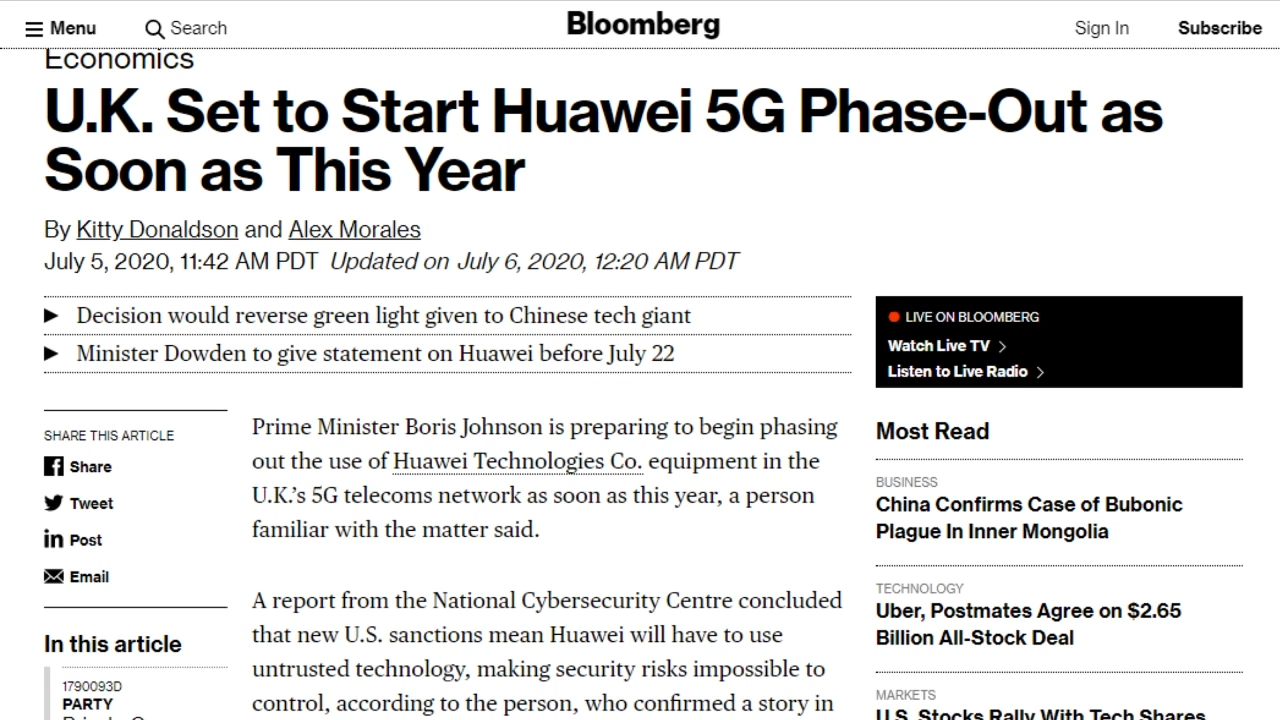 Menu
Search
Bloomberg
Sign In
Subscribe
Economics
U.K. Set to Start Huawei 5G Phase-Out as
Soon as This Year
By Kitty Donaldson and Alex Morales
July 5, 2020, 11:42 AM PDT Updated on July 6, 2020, 12:20 AM PDT
Decision would reverse green light given to Chinese tech giant
Minister Dowden to give statement on Huawei before July 22
SHARE THIS ARTICLE
Share
Tweet
Post
Email
In this article
1790093D
PARTY
Prime Minister Boris Johnson is preparing to begin phasing
out the use of Huawei Technologies Co. equipment in the
U.K.’s 5G telecoms network as soon as this year, a person
familiar with the matter said.
A report from the National Cybersecurity Centre concluded
that new U.S. sanctions mean Huawei will have to use
untrusted technology, making security risks impossible to
control, according to the person, who confirmed a story in
LIVE ON BLOOMBERG
Watch Live TV
Listen to Live Radio
Most Read
BUSINESS
China Confirms Case of Bubonic
Plague In Inner Mongolia
TECHNOLOGY
Uber, Postmates Agree on $2.65
Billion All-Stock Deal
MARKETS
U.S. Stocks Rally With Tech Shares